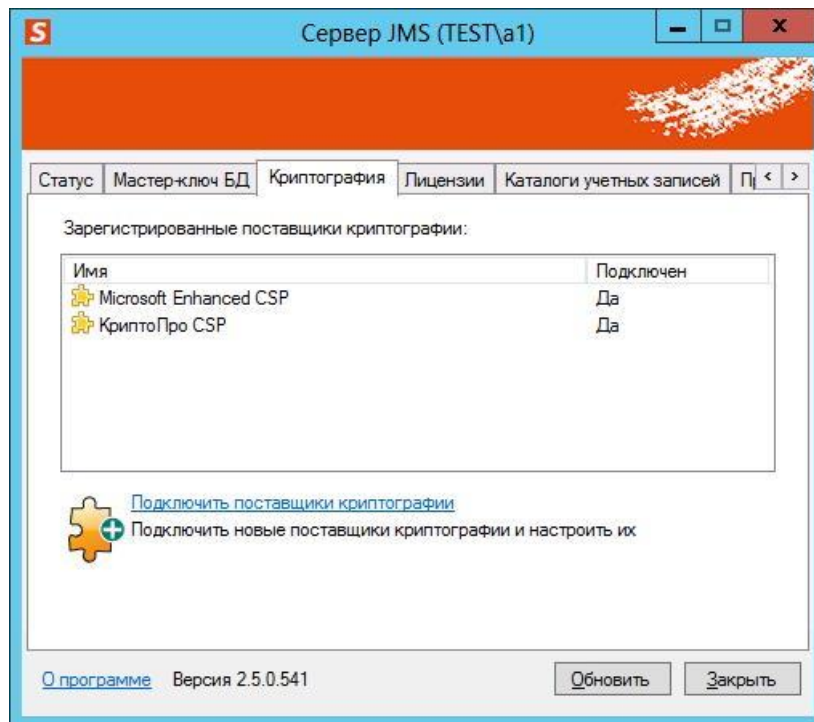 S
Сервер JMS (TEST\a1)
Статус Мастер-ключ БД Криптография Лицензии Каталоги учетных записей
Зарегистрированные поставщики криптографии:
Имя Подключен
Microsoft Enhanced CSP Да
КриптоПро CSP Да
Подключить поставщики криптографии
Подключить новые поставщики криптографии и настроить их
О программе Версия 2.5.0.541 Обновить Закрыть